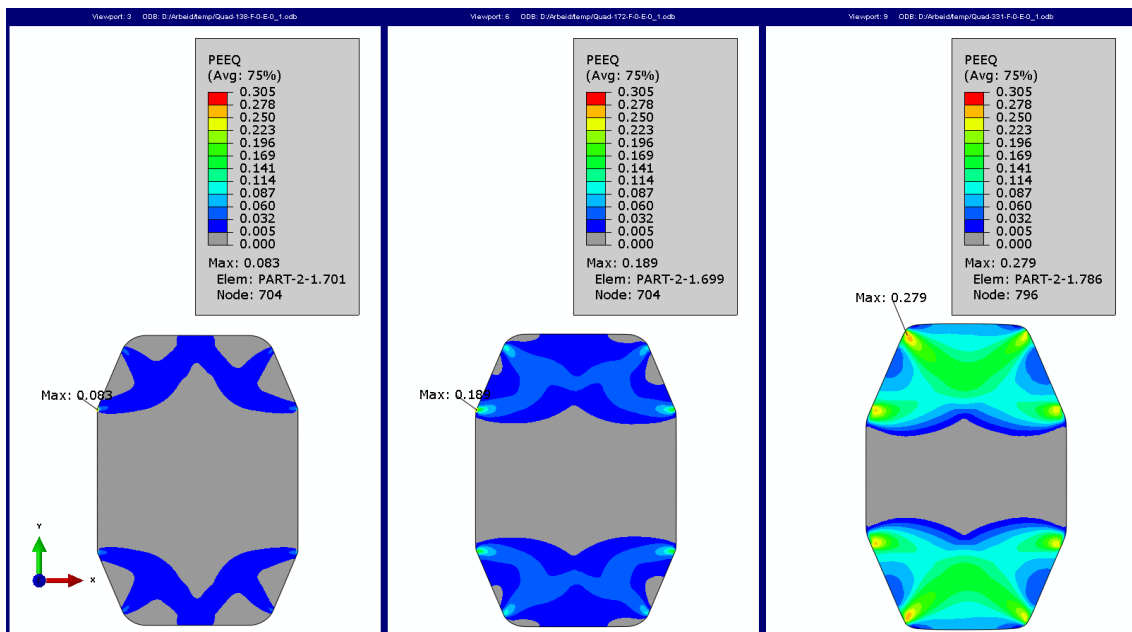 Viewport: 3 ODB: D:/Arbeid/temp/Quad-138-F-0-E-0_1.odb
PEEQ
(Avg: 75%)
0.305
0.278
0.250
0.223
0.196
0.169
0.141
0.114
0.087
0.060
0.032
0.005
0.000
Max: 0.083
Elem: PART-2-1.701
Node: 704
Max: 0.083
Y
X
Viewport: 6 ODB: D:/Arbeid/temp/Quad-172-F-0-E-0_1.odb
PEEQ
(Avg: 75%)
0.305
0.278
0.250
0.223
0.196
0.169
0.141
0.114
0.087
0.060
0.032
0.005
0.000
Max: 0.189
Elem: PART-2-1.699
Node: 704
Max: 0.189
Viewport: 9 ODB: D:/Arbeid/temp/Quad-331-F-0-E-0_1.odb
PEEQ
(Avg: 75%)
0.305
0.278
0.250
0.223
0.196
0.169
0.141
0.114
0.087
0.060
0.032
0.005
0.000
Max: 0.279
Elem: PART-2-1.786
Node: 796
Max: 0.279